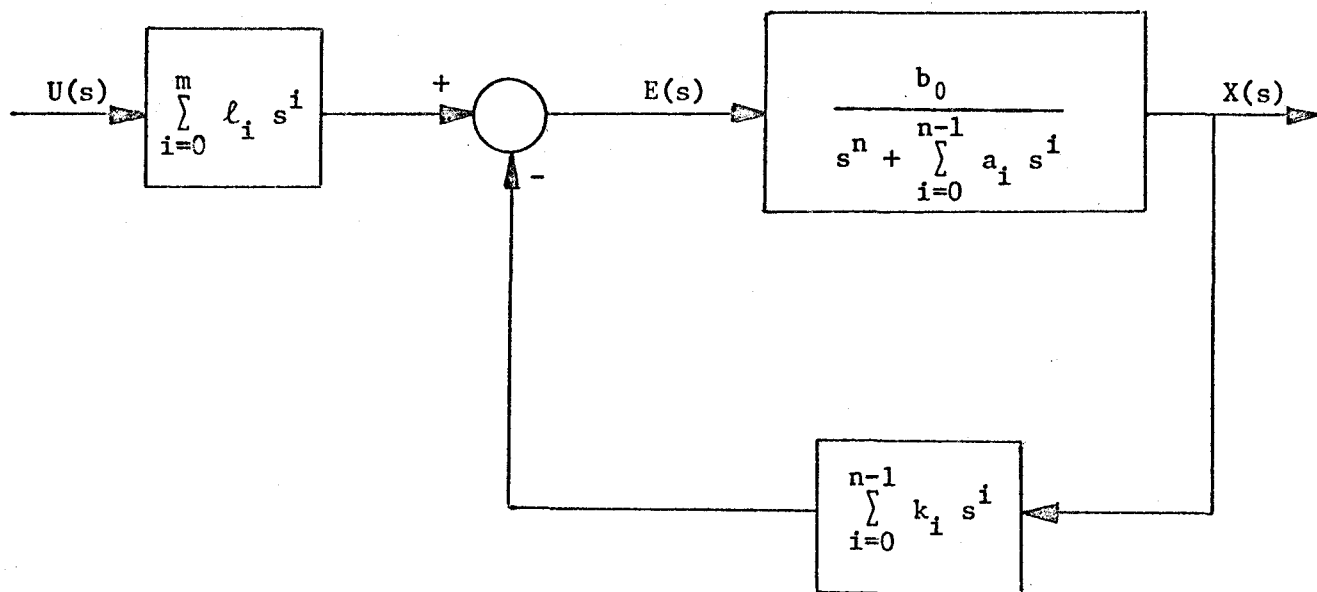 U(s)
m
∑ ℓ_i s^i
i=0
+
-
E(s)
b_0
s^n + ∑ a_i s^i
n-1
i=0
X(s)
n-1
∑ k_i s^i
i=0